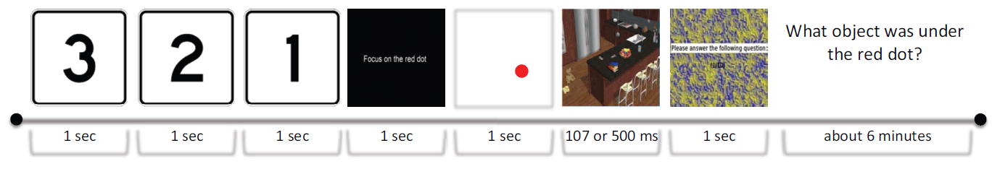 3
2
1
Focus on the red dot
Please answer the following question:
What object was under
the red dot?
1 sec
1 sec
1 sec
1 sec
1 sec
107 or 500 ms
1 sec
about 6 minutes